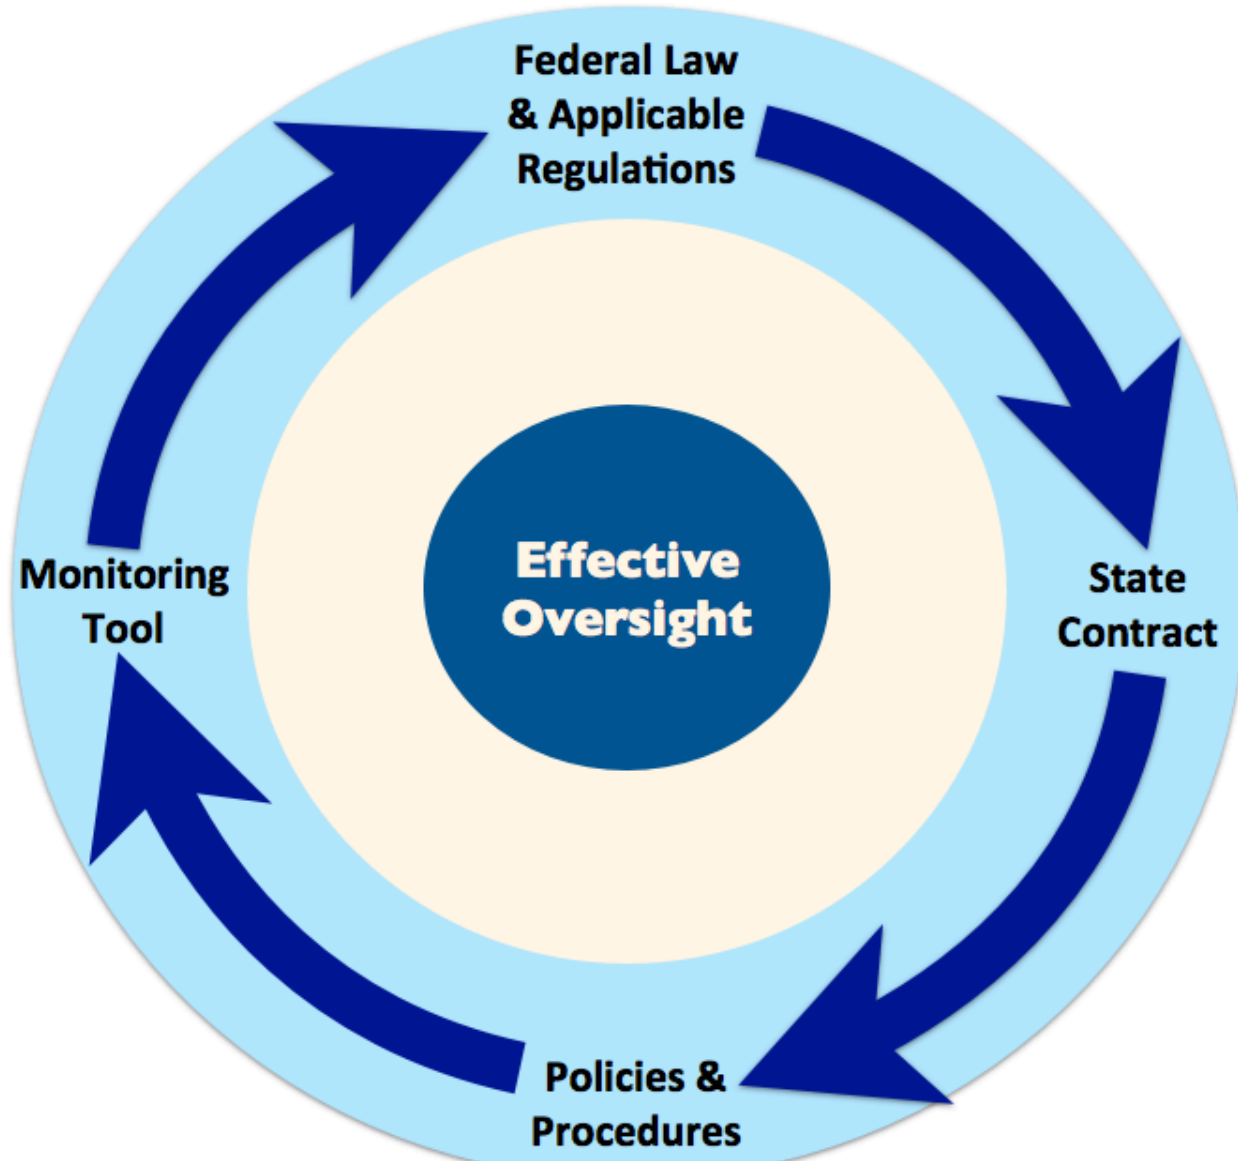 Federal Law
& Applicable
Regulations
Effective
Oversight
Monitoring
Tool
State
Contract
Policies &
Procedures